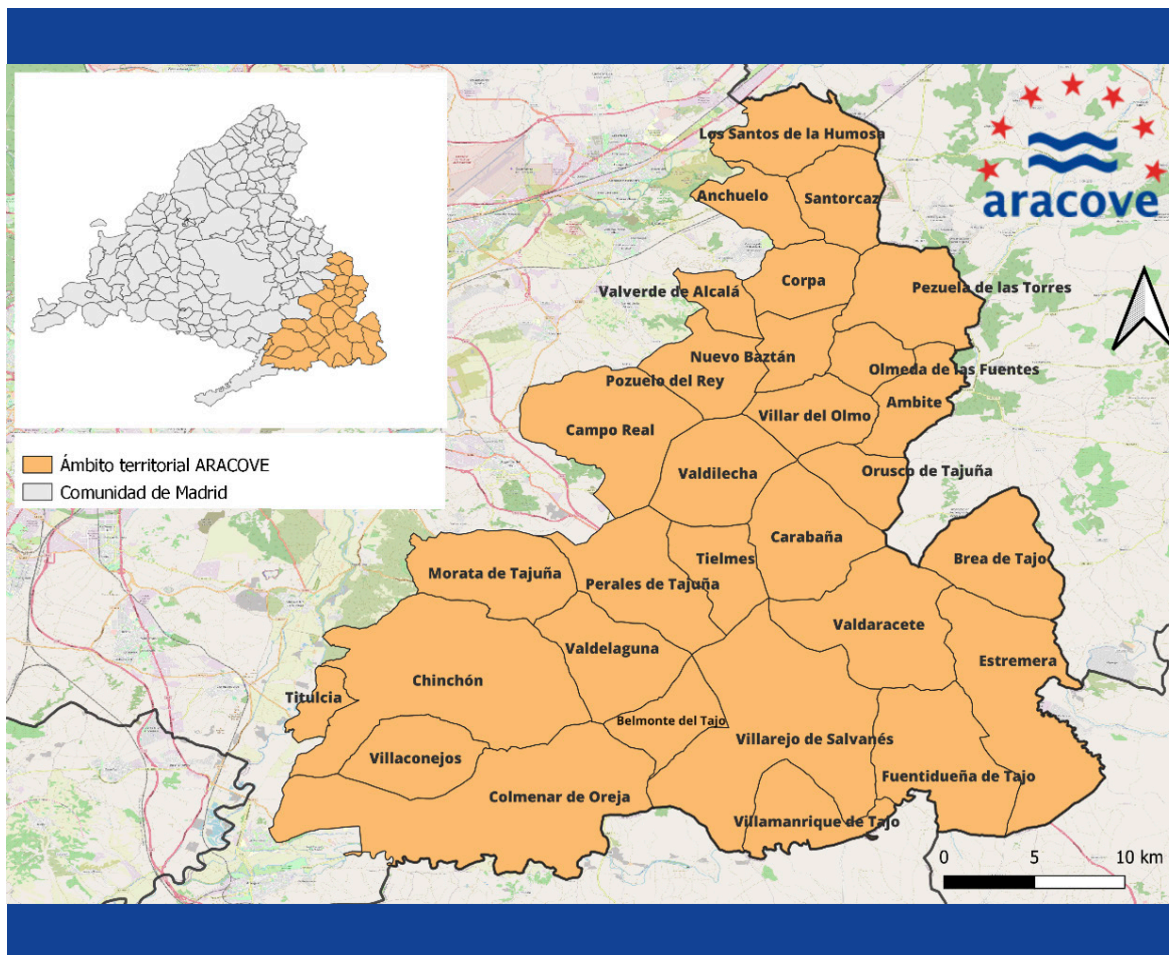 Los Santos de la Humosa
Anchuelo
Santorcaz
aracove
Corpa
Valverde de Alcalá
Pezuela de las Torres
Nuevo Baztán
Olmeda de las Fuentes
Pozuelo del Rey
Ambite
Villar del Olmo
Campo Real
Ámbito territorial ARACOVE
Comunidad de Madrid
Valdilecha
Orusco de Tajuña
Carabaña
Tielmes
Brea de Tajo
Morata de Tajuña
Perales de Tajuña
Valdaracete
Valdelaguna
Estremera
Chinchón
Titulcia
Belmonte del Tajo
Villarejo de Salvanés
Villaconejos
Fuentidueña de Tajo
Colmenar de Oreja
Villamanrique de Tajo
0 5 10 km